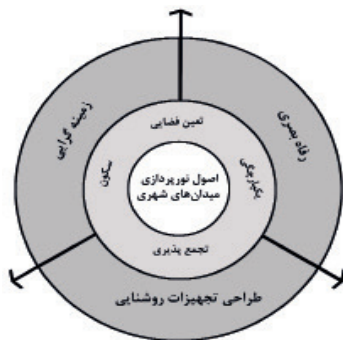 زمینه گرایی
رفاه بصری
تعین فضایی
سکون
یکپارچگی
اصول نورپردازی
میدان‌های شهری
تجمع پذیری
طراحی تجهیزات روشنایی